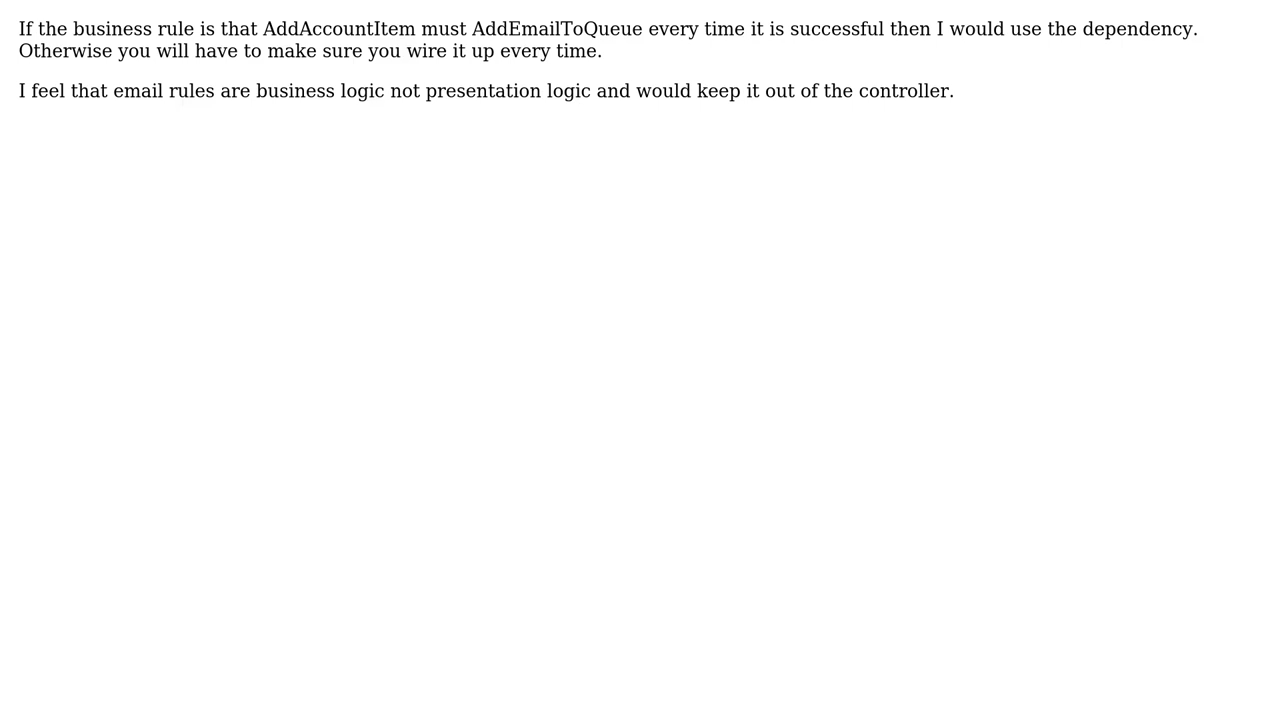 If the business rule is that AddAccountItem must AddEmailToQueue every time it is successful then I would use the dependency.
Otherwise you will have to make sure you wire it up every time.
I feel that email rules are business logic not presentation logic and would keep it out of the controller.